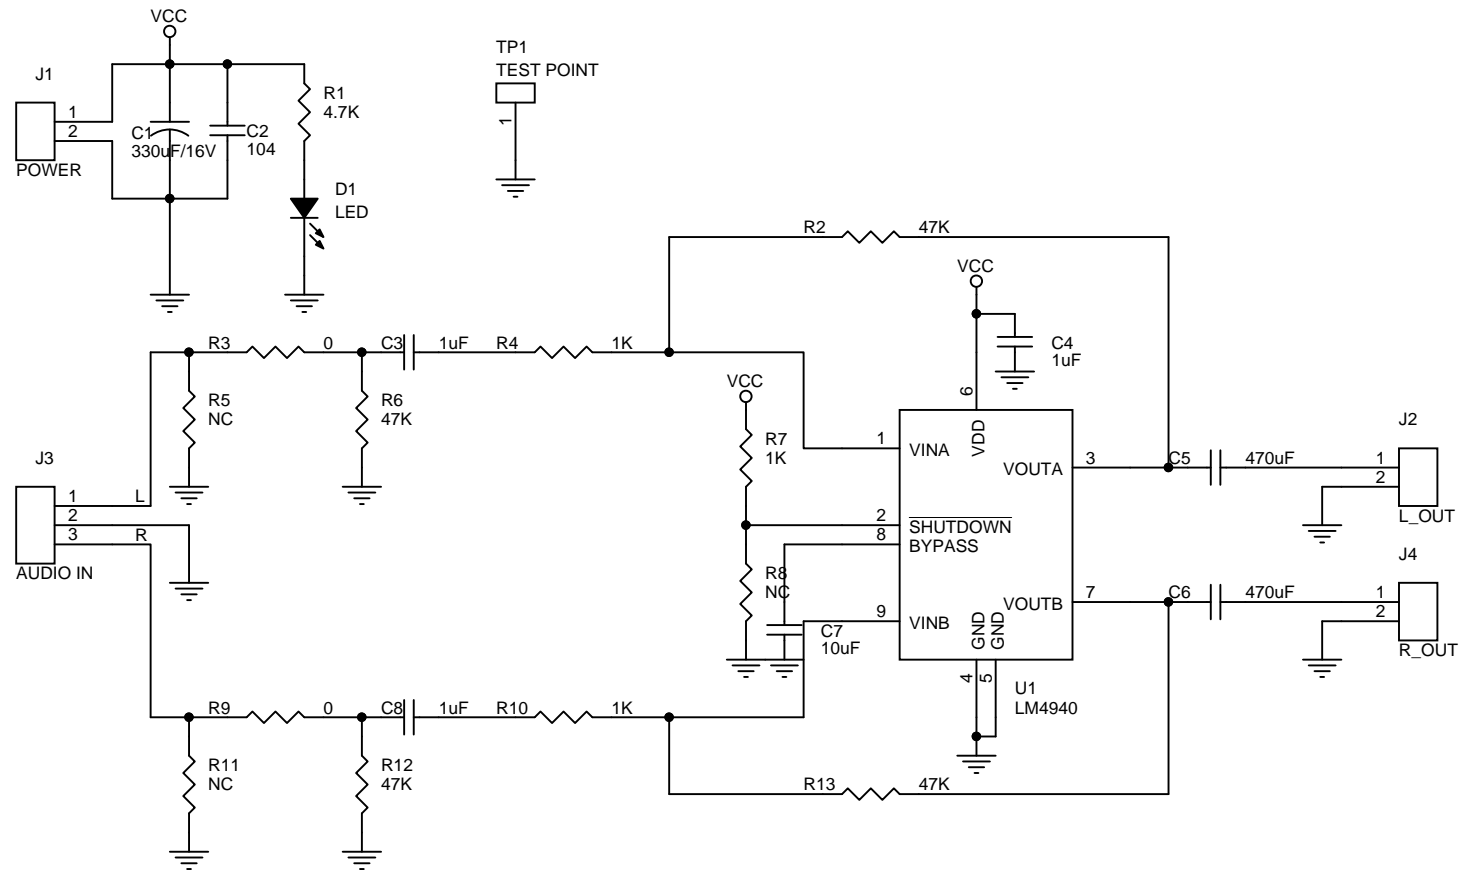 VCC
J1
1
2
POWER
C1
330uF/16V
C2
104
R1
4.7K
D1
LED
TP1
TEST POINT
1
R2 47K
VCC
C4
1uF
R3 0 C3 1uF R4 1K
R5
NC
R6
47K
VCC
R7
1K
6
VDD
1 VINA
VOUTA 3
C5 470uF
J2
1
2
L_OUT
J3
1 L
2
3 R
AUDIO IN
2 SHUTDOWN
8 BYPASS
R8
NC
C7
10uF
9 VINB
GND
GND
VOUTB 7
C6 470uF
J4
1
2
R_OUT
4
5
U1
LM4940
R9 0 C8 1uF R10 1K
R11
NC
R12
47K
R13 47K